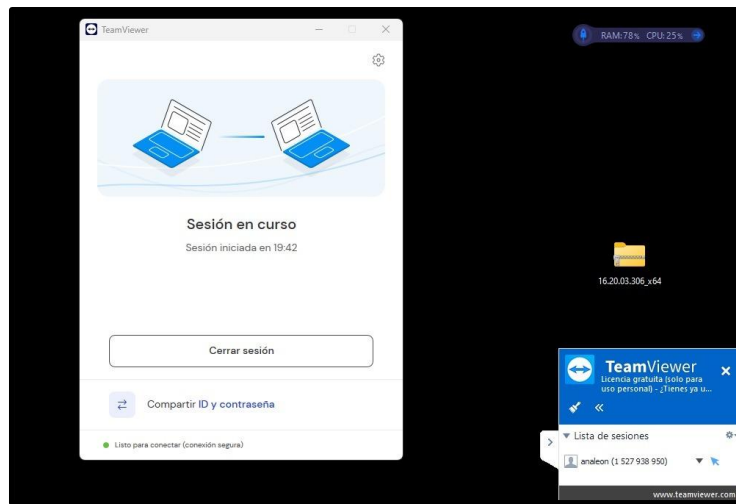 TeamViewer
Sesión en curso
Sesión iniciada en 19:42
Cerrar sesión
Compartir ID y contraseña
Listo para conectar (conexión segura)
RAM:78% CPU:25%
16.20.03.306_x64
TeamViewer
Licencia gratuita (solo para
uso personal) - ¿Tienes ya u...
Lista de sesiones
analeon (1 527 938 950)
www.teamviewer.com